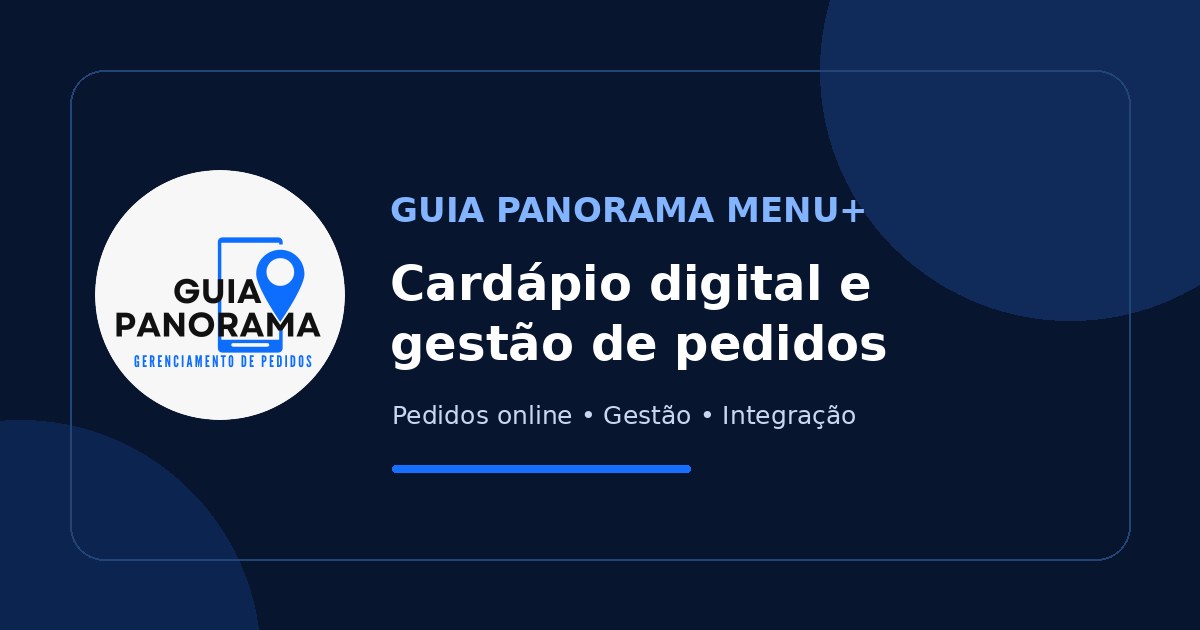 GUIA
PANORAMA
GERENCIAMENTO DE PEDIDOS
GUIA PANORAMA MENU+
Cardápio digital e
gestão de pedidos
Pedidos online • Gestão • Integração